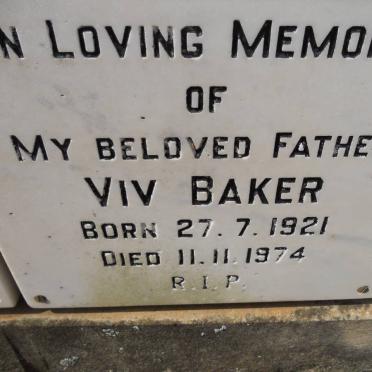 N LOVING MEMO
OF
MY BELOVED FATHE
VIV BAKER
BORN 27.7.1921
DIED 11.11.1974
R.I.P.